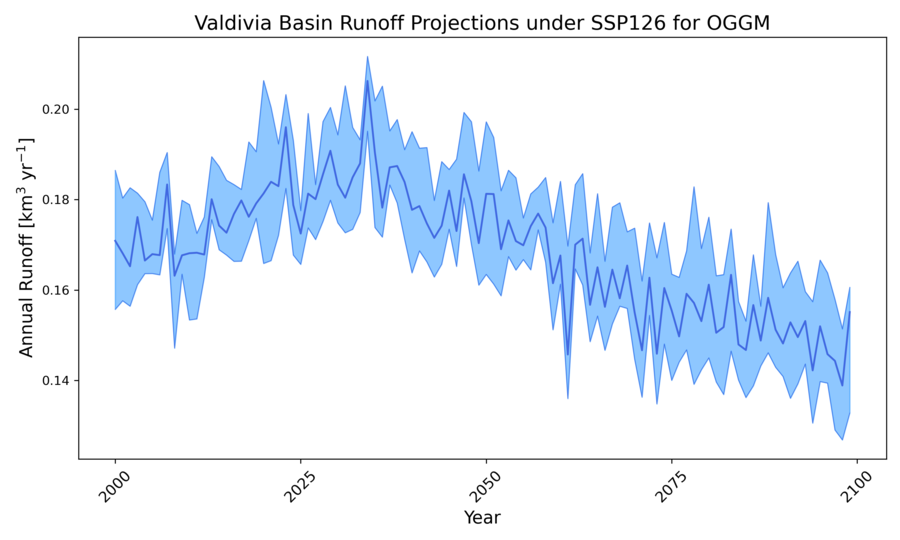 Valdivia Basin Runoff Projections under SSP126 for OGGM
Annual Runoff [km³ yr⁻¹]
0.20
0.18
0.16
0.14
2000 2025 2050 2075 2100
Year